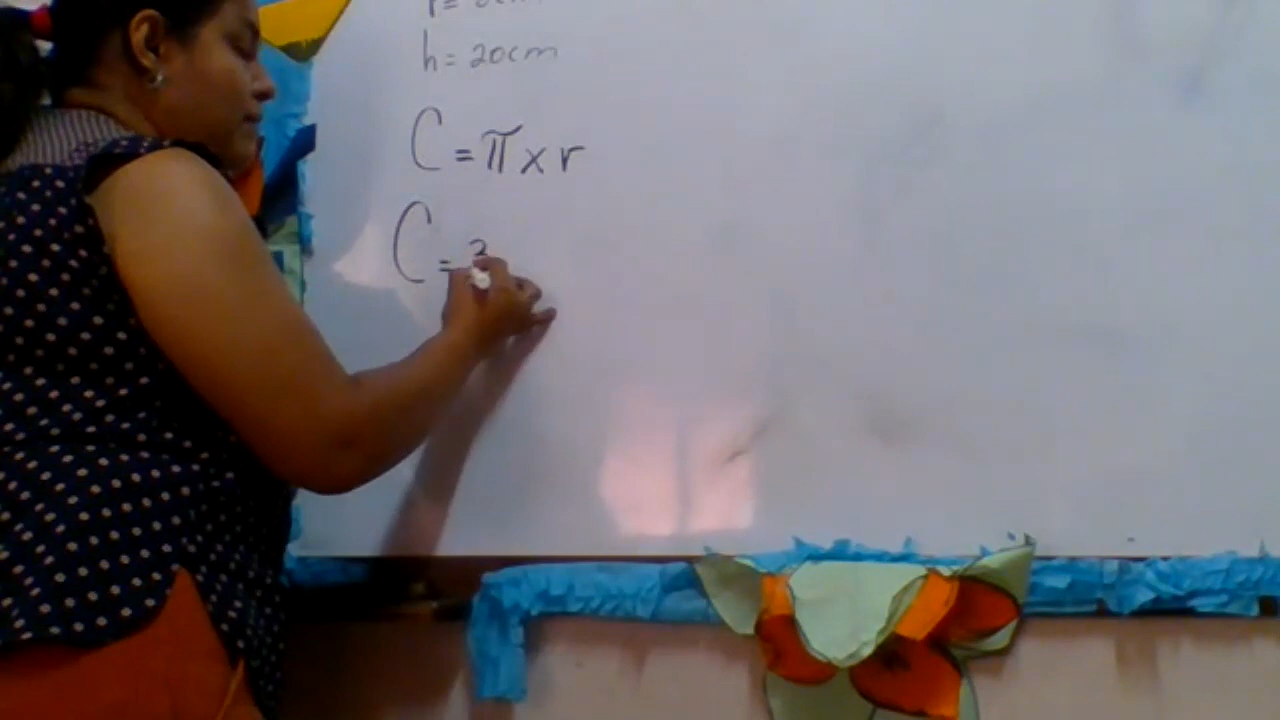 h = 20cm
C = π x r
C = 3